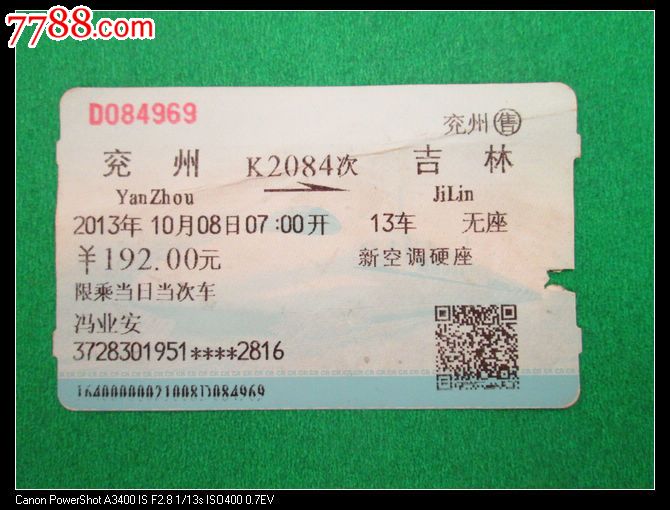 7788.com
D084969
兖州 售
兖州 K2084次 吉林
YanZhou JiLin
2013年10月08日07:00开 13车 无座
￥192.00元 新空调硬座
限乘当日当次车
冯业安
3728301951****2816
16400000021008D084969
Canon PowerShot A3400 IS F2.8 1/13s ISO400 0.7EV